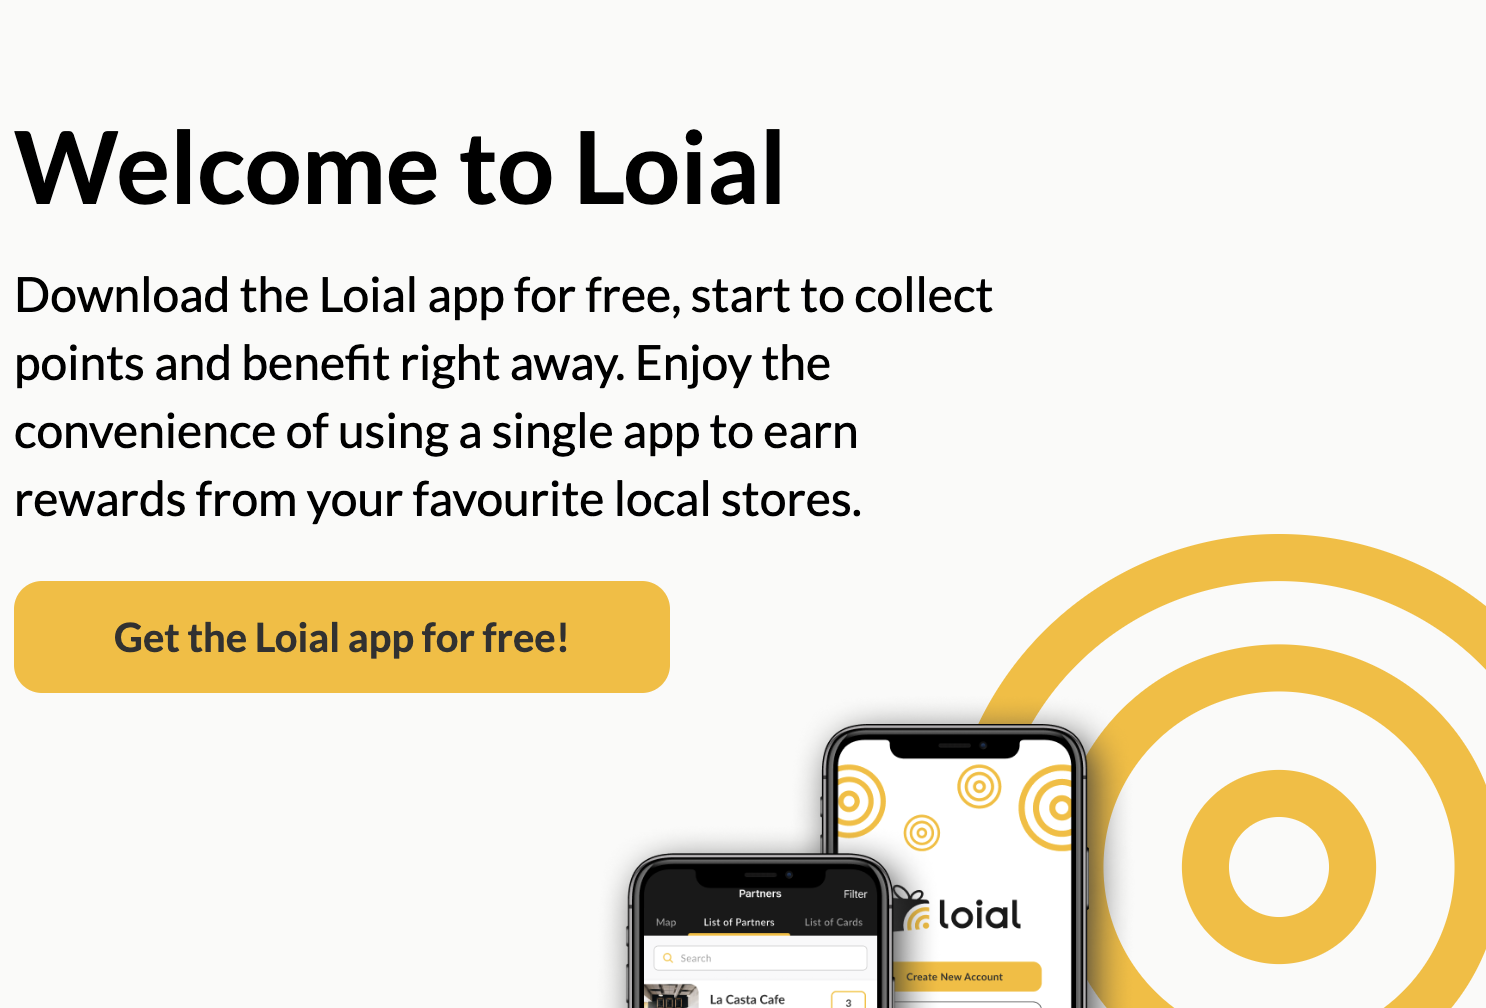 Welcome to Loial
Download the Loial app for free, start to collect
points and benefit right away. Enjoy the
convenience of using a single app to earn
rewards from your favourite local stores.
Get the Loial app for free!
loial
Create New Account
Partners
Filter
Map
List of Partners
List of Cards
Search
La Casta Cafe
3